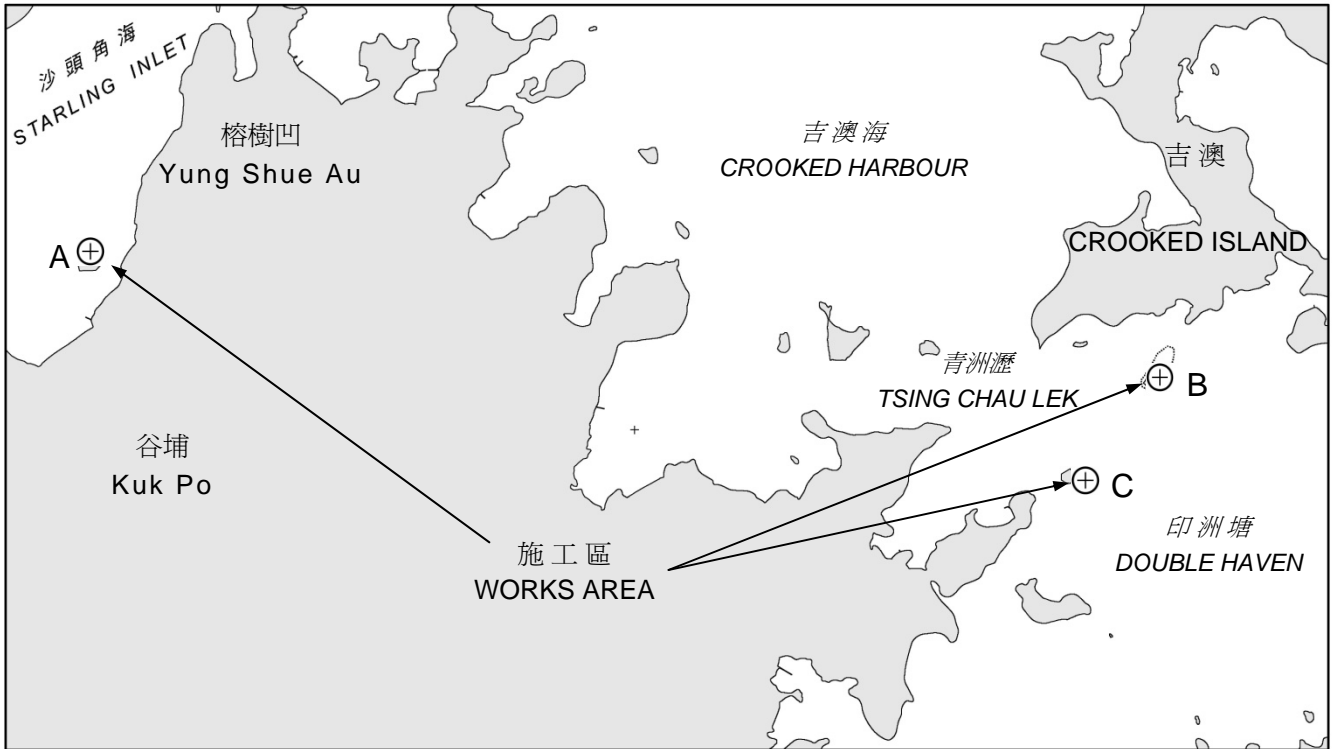 沙頭角海
STARLING INLET
榕樹凹
Yung Shue Au
吉澳海
CROOKED HARBOUR
吉澳
CROOKED ISLAND
A
青洲瀝
TSING CHAU LEK
B
谷埔
Kuk Po
C
印洲塘
DOUBLE HAVEN
施工區
WORKS AREA